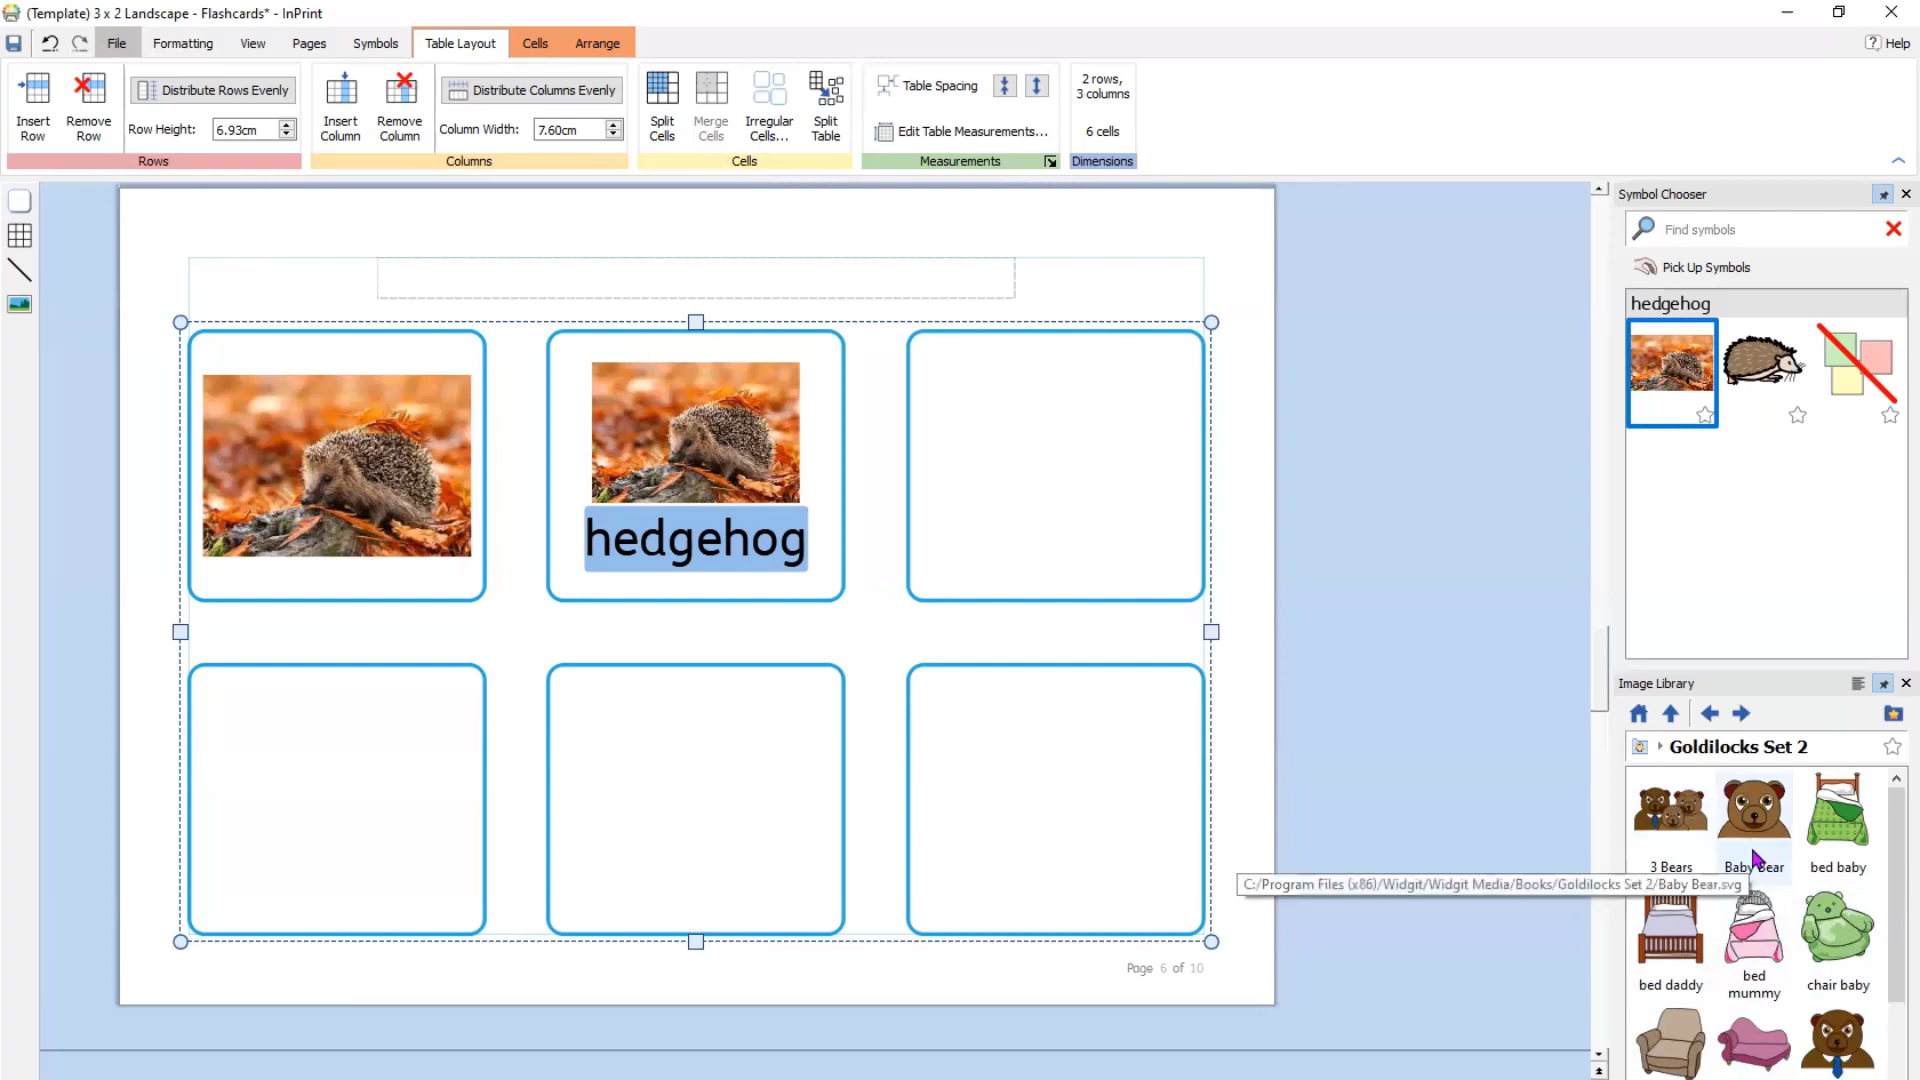 (Template) 3 x 2 Landscape - Flashcards* - InPrint
File Formatting View Pages Symbols Table Layout Cells Arrange
? Help
Insert Row
Remove Row
Distribute Rows Evenly
Row Height: 6.93cm
Rows
Insert Column
Remove Column
Distribute Columns Evenly
Column Width: 7.60cm
Columns
Split Cells
Merge Cells
Irregular Cells...
Split Table
Cells
Table Spacing
Edit Table Measurements...
Measurements
2 rows,
3 columns
6 cells
Dimensions
hedgehog
Page 6 of 10
Symbol Chooser
Find symbols
Pick Up Symbols
hedgehog
Image Library
Goldilocks Set 2
3 Bears
Baby Bear
bed baby
C:/Program Files (x86)/Widgit/Widgit Media/Books/Goldilocks Set 2/Baby Bear.svg
bed daddy
bed mummy
chair baby